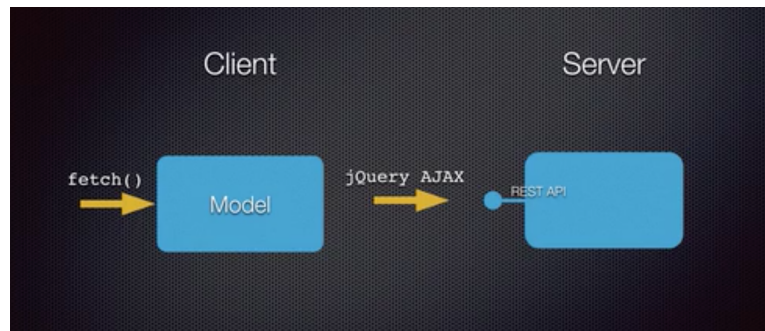 Client
Server
fetch()
Model
jQuery AJAX
REST API